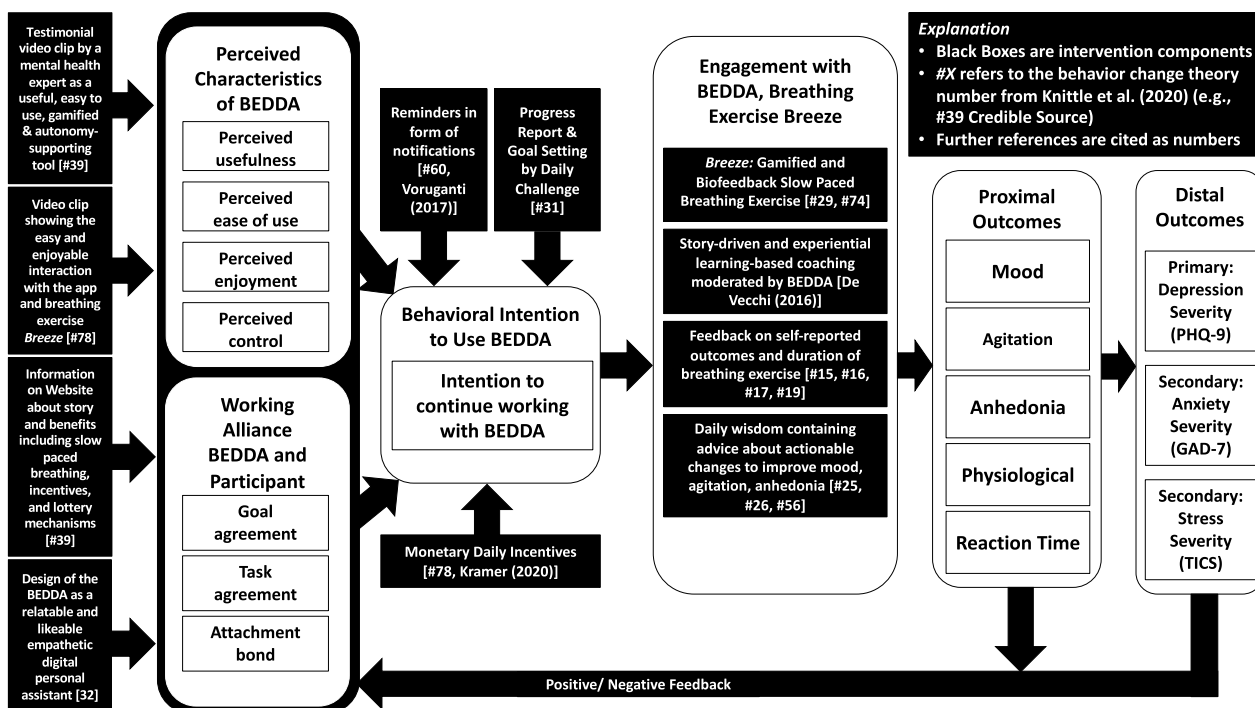 Testimonial
video clip by a
mental health
expert as a
useful, easy to
use, gamified
& autonomy-
supporting
tool [#39]
Video clip
showing the
easy and
enjoyable
interaction
with the app
and breathing
exercise
Breeze [#78]
Information
on Website
about story
and benefits
including slow
paced
breathing,
incentives,
and lottery
mechanisms
[#39]
Design of the
BEDDA as a
relatable and
likeable
empathetic
digital
personal
assistant [32]
Perceived
Characteristics
of BEDDA
Perceived
usefulness
Perceived
ease of use
Perceived
enjoyment
Perceived
control
Working
Alliance
BEDDA and
Participant
Goal
agreement
Task
agreement
Attachment
bond
Reminders in
form of
notifications
[#60,
Voruganti
(2017)]
Progress
Report &
Goal Setting
by Daily
Challenge
[#31]
Behavioral Intention
to Use BEDDA
Intention to
continue working
with BEDDA
Monetary Daily Incentives
[#78, Kramer (2020)]
Engagement with
BEDDA, Breathing
Exercise Breeze
Breeze: Gamified and
Biofeedback Slow Paced
Breathing Exercise [#29, #74]
Story-driven and experiential
learning-based coaching
moderated by BEDDA [De
Vecchi (2016)]
Feedback on self-reported
outcomes and duration of
breathing exercise [#15, #16,
#17, #19]
Daily wisdom containing
advice about actionable
changes to improve mood,
agitation, anhedonia [#25,
#26, #56]
Explanation
• Black Boxes are intervention components
• #X refers to the behavior change theory
number from Knittle et al. (2020) (e.g.,
#39 Credible Source)
• Further references are cited as numbers
Proximal
Outcomes
Mood
Agitation
Anhedonia
Physiological
Reaction Time
Distal
Outcomes
Primary:
Depression
Severity
(PHQ-9)
Secondary:
Anxiety
Severity
(GAD-7)
Secondary:
Stress
Severity
(TICS)
Positive/ Negative Feedback